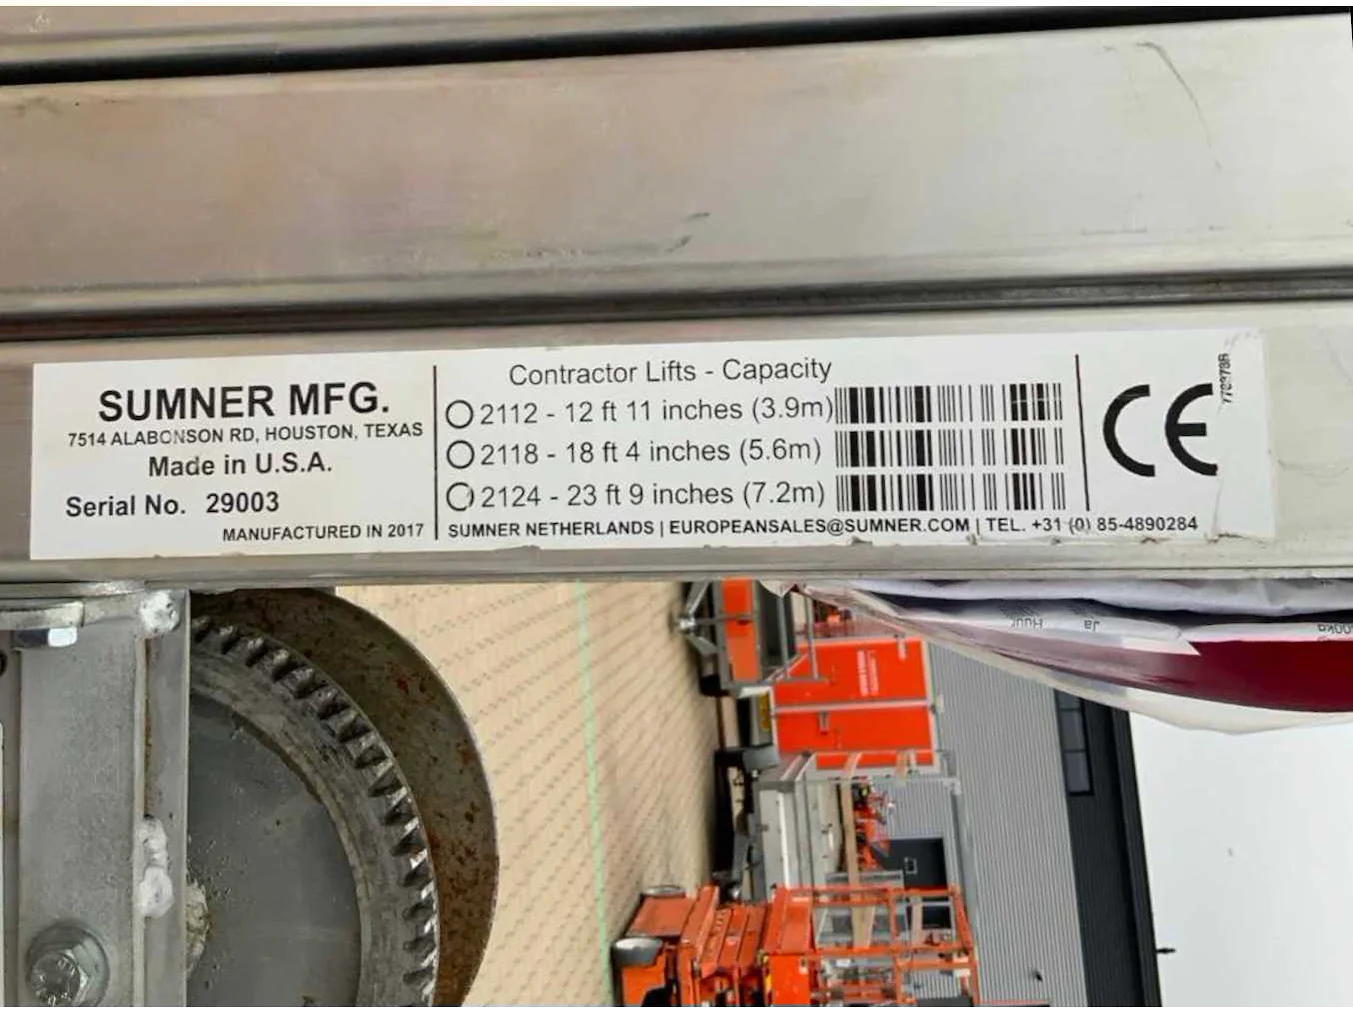 SUMNER MFG.
7514 ALABONSON RD, HOUSTON, TEXAS
Made in U.S.A.
Serial No. 29003
MANUFACTURED IN 2017
Contractor Lifts - Capacity
2112 - 12 ft 11 inches (3.9m)
2118 - 18 ft 4 inches (5.6m)
2124 - 23 ft 9 inches (7.2m)
SUMNER NETHERLANDS | EUROPEANSALES@SUMNER.COM | TEL. +31 (0) 85-4890284
CE
Ja
Huur